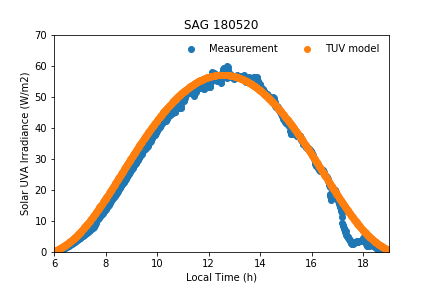 SAG 180520
Measurement TUV model
Solar UVA Irradiance (W/m2)
70
60
50
40
30
20
10
0
6 8 10 12 14 16 18
Local Time (h)